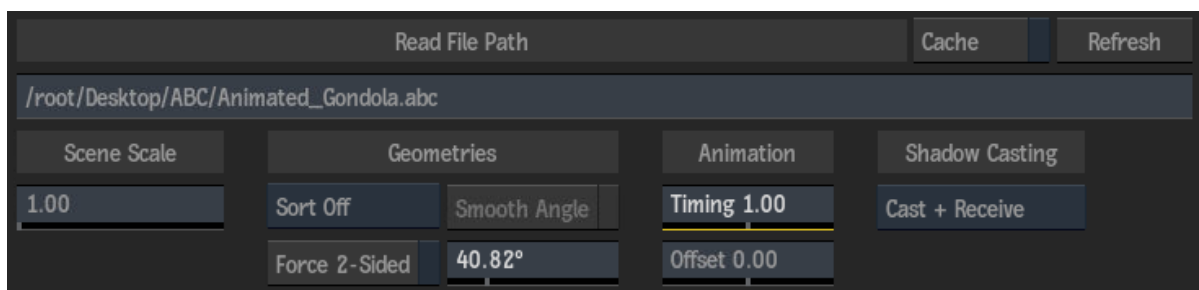 Read File Path Cache Refresh
/root/Desktop/ABC/Animated_Gondola.abc
Scene Scale Geometries Animation Shadow Casting
1.00 Sort Off Smooth Angle Timing 1.00 Cast + Receive
Force 2-Sided 40.82° Offset 0.00